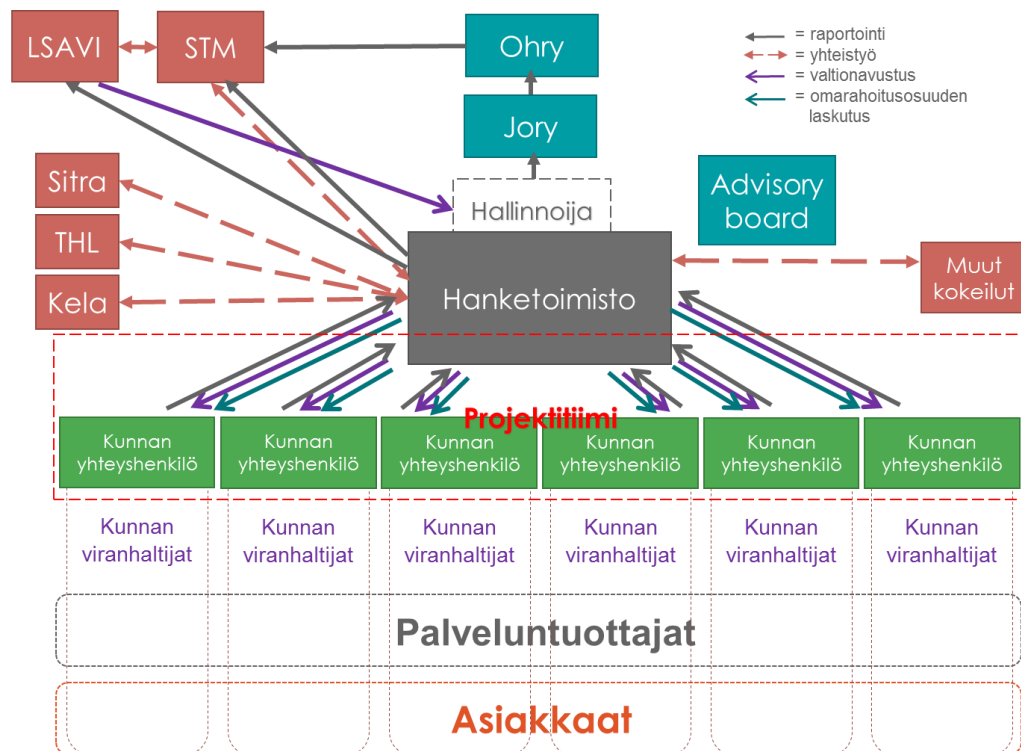 LSAVI
STM
Ohry
= raportointi
= yhteistyö
= valtionavustus
= omarahoitusosuuden
laskutus
Jory
Sitra
THL
Kela
Hallinnoija
Advisory
board
Hanketoimisto
Muut
kokeilut
Projektitiimi
Kunnan
yhteyshenkilö
Kunnan
yhteyshenkilö
Kunnan
yhteyshenkilö
Kunnan
yhteyshenkilö
Kunnan
yhteyshenkilö
Kunnan
yhteyshenkilö
Kunnan
viranhaltijat
Kunnan
viranhaltijat
Kunnan
viranhaltijat
Kunnan
viranhaltijat
Kunnan
viranhaltijat
Kunnan
viranhaltijat
Palveluntuottajat
Asiakkaat